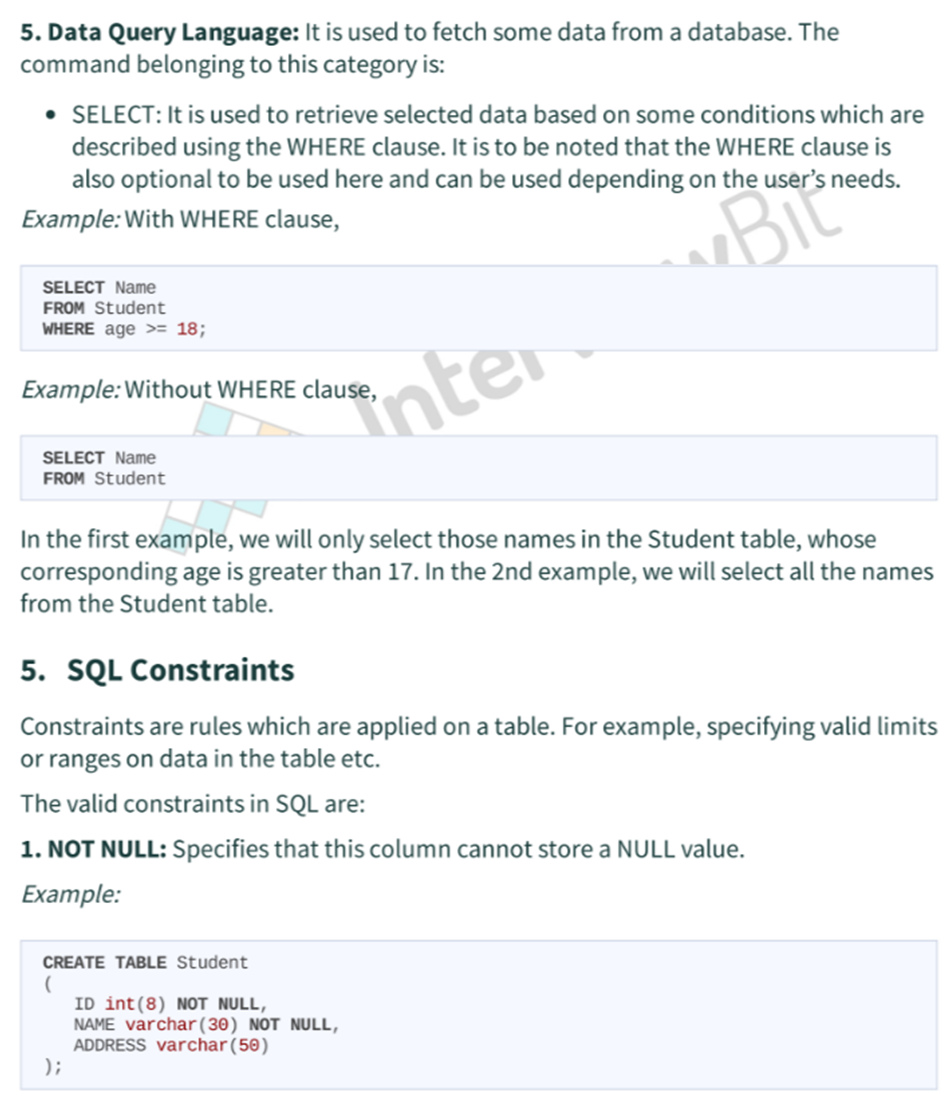 5. Data Query Language: It is used to fetch some data from a database. The
command belonging to this category is:
• SELECT: It is used to retrieve selected data based on some conditions which are
described using the WHERE clause. It is to be noted that the WHERE clause is
also optional to be used here and can be used depending on the user’s needs.
Example: With WHERE clause,
SELECT Name
FROM Student
WHERE age >= 18;
Example: Without WHERE clause,
SELECT Name
FROM Student
In the first example, we will only select those names in the Student table, whose
corresponding age is greater than 17. In the 2nd example, we will select all the names
from the Student table.
5. SQL Constraints
Constraints are rules which are applied on a table. For example, specifying valid limits
or ranges on data in the table etc.
The valid constraints in SQL are:
1. NOT NULL: Specifies that this column cannot store a NULL value.
Example:
CREATE TABLE Student
(
ID int(8) NOT NULL,
NAME varchar(30) NOT NULL,
ADDRESS varchar(50)
);